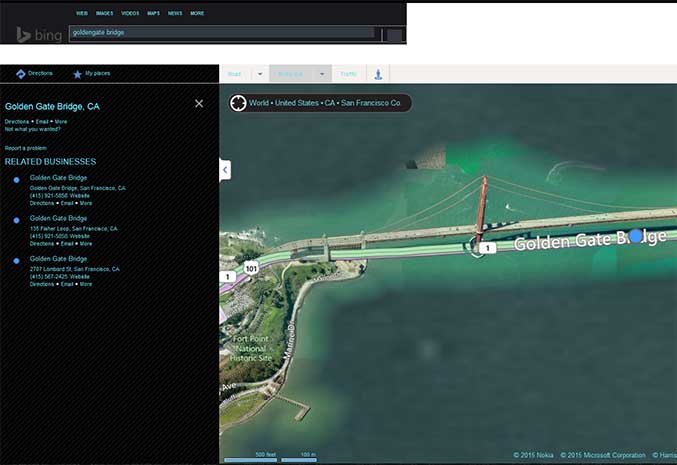 WEB IMAGES VIDEOS MAPS NEWS MORE
bing
goldengate bridge
Directions My places
Road Bird's eye Traffic
Golden Gate Bridge, CA
Directions • Email • More
Not what you wanted?
Report a problem
RELATED BUSINESSES
Golden Gate Bridge
Golden Gate Bridge, San Francisco, CA
(415) 921-5858 Website
Directions • Email • More
Golden Gate Bridge
135 Fisher Loop, San Francisco, CA
(415) 921-5858 Website
Directions • Email • More
Golden Gate Bridge
2707 Lombard St, San Francisco, CA
(415) 567-2425 Website
Directions • Email • More
World • United States • CA • San Francisco Co.
1
Golden Gate Bridge
101
1
Fort Point
National
Historic Site
Marine Dr
Ave
500 feet 100 m
© 2015 Nokia © 2015 Microsoft Corporation © Harris